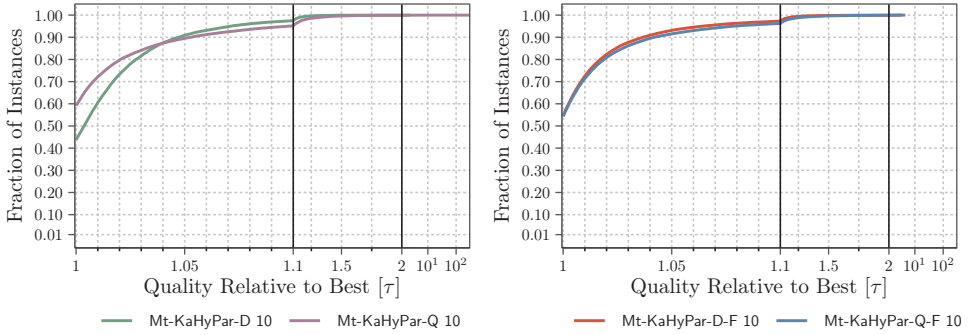 1.00
0.90
0.80
0.70
0.60
0.50
0.40
0.30
0.20
0.10
0.01
Fraction of Instances
1 1.05 1.1 1.5 2 10¹ 10²
Quality Relative to Best [τ]
Mt-KaHyPar-D 10 Mt-KaHyPar-Q 10
1.00
0.90
0.80
0.70
0.60
0.50
0.40
0.30
0.20
0.10
0.01
Fraction of Instances
1 1.05 1.1 1.5 2 10¹ 10²
Quality Relative to Best [τ]
Mt-KaHyPar-D-F 10 Mt-KaHyPar-Q-F 10